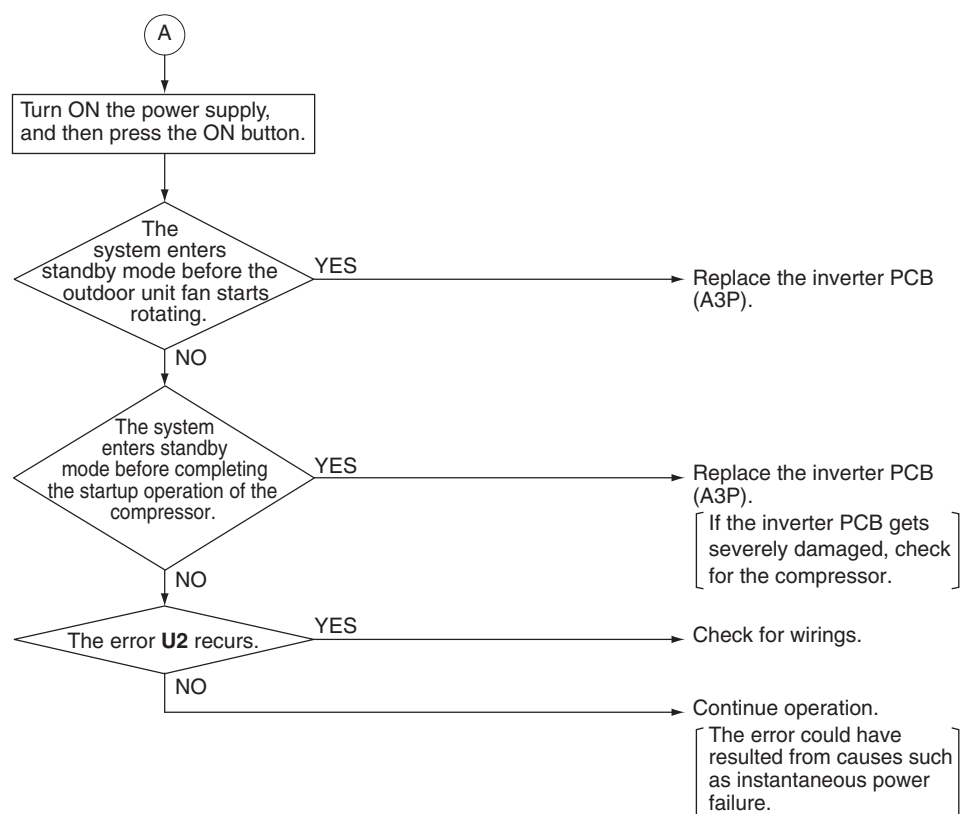 A
Turn ON the power supply,
and then press the ON button.
The
system enters
standby mode before the
outdoor unit fan starts
rotating.
YES
Replace the inverter PCB
(A3P).
NO
The system
enters standby
mode before completing
the startup operation of the
compressor.
YES
Replace the inverter PCB
(A3P).
If the inverter PCB gets
severely damaged, check
for the compressor.
NO
The error U2 recurs.
YES
Check for wirings.
NO
Continue operation.
The error could have
resulted from causes such
as instantaneous power
failure.